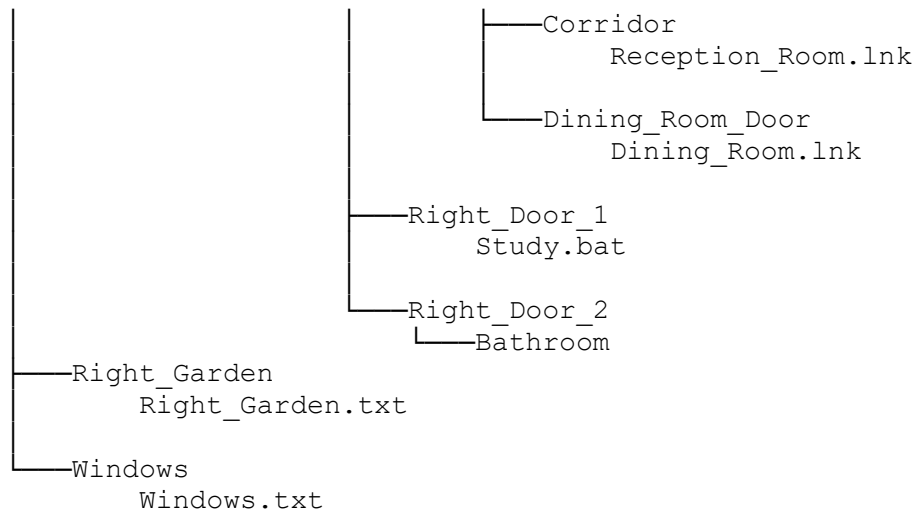 │                        │        ├───Corridor
│                        │        │       Reception_Room.lnk
│                        │        │
│                        │        └───Dining_Room_Door
│                        │                Dining_Room.lnk
│                        │
│                        ├───Right_Door_1
│                        │       Study.bat
│                        │
│                        └───Right_Door_2
│                            └───Bathroom
├───Right_Garden
│       Right_Garden.txt
│
└───Windows
        Windows.txt